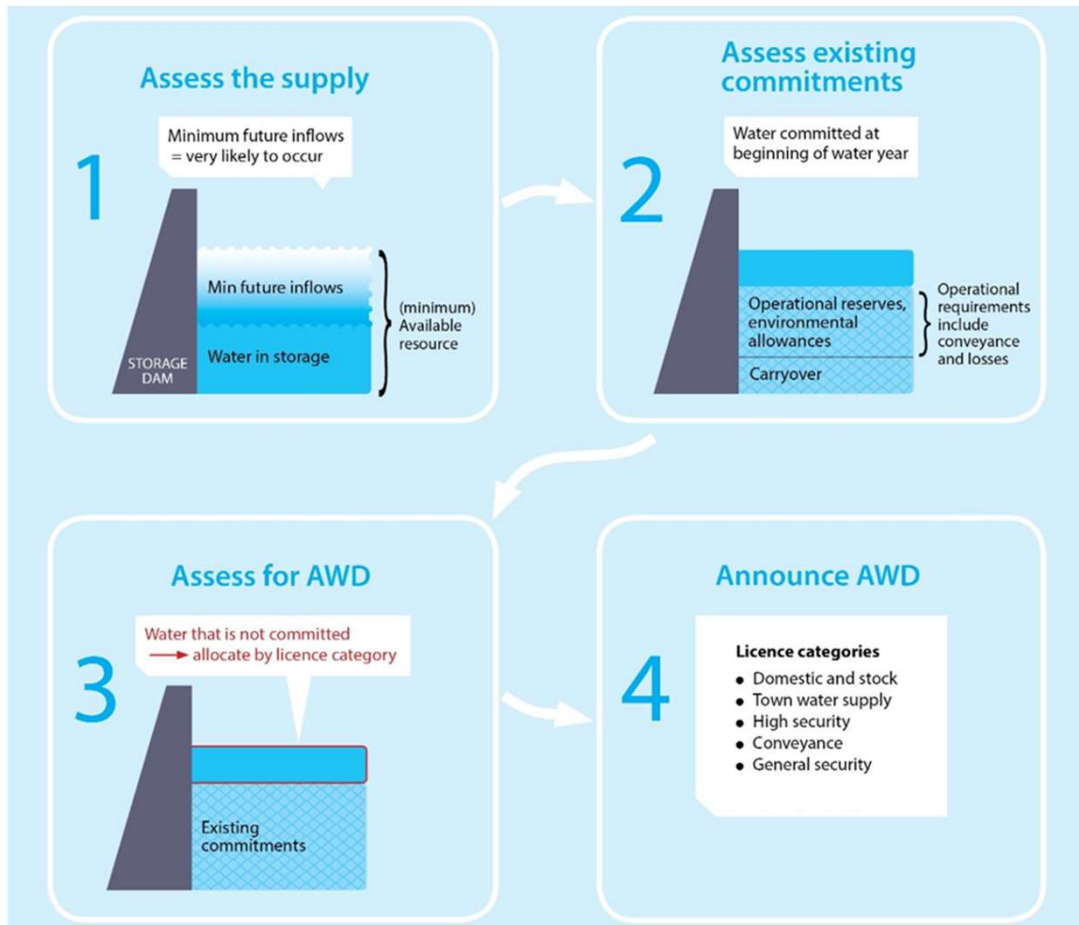 Assess the supply
1
Minimum future inflows
= very likely to occur
Min future inflows
Water in storage
STORAGE
DAM
(minimum)
Available
resource
Assess existing
commitments
2
Water committed at
beginning of water year
Operational reserves,
environmental
allowances
Carryover
Operational
requirements
include
conveyance
and losses
Assess for AWD
3
Water that is not committed
→ allocate by licence category
Existing
commitments
Announce AWD
4
Licence categories
• Domestic and stock
• Town water supply
• High security
• Conveyance
• General security